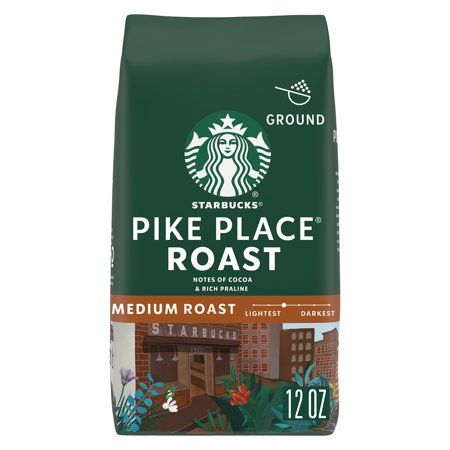 GROUND
STARBUCKS®
PIKE PLACE®
ROAST
NOTES OF COCOA
& RICH PRALINE
MEDIUM ROAST
LIGHTEST DARKEST
STARBUCKS
12 OZ